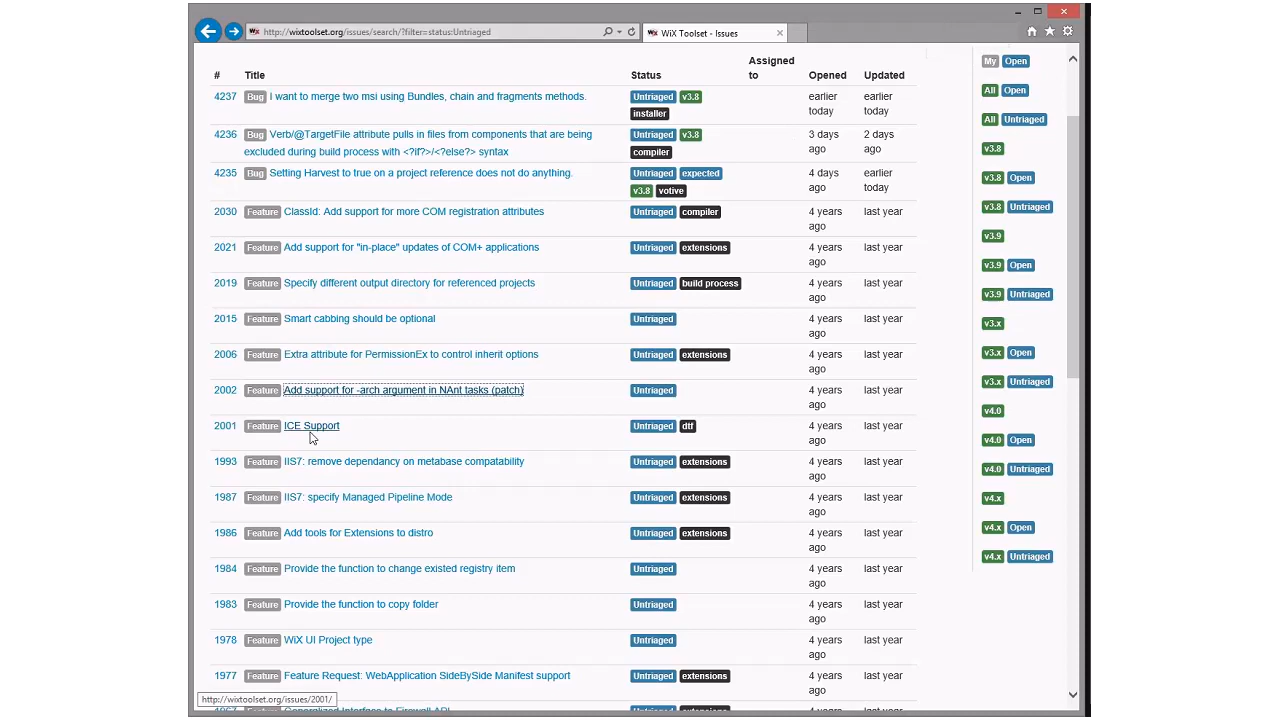 http://wixtoolset.org/issues/search/?filter=status:Untriaged
WiX Toolset - Issues
# Title Status Assigned to Opened Updated
4237 Bug I want to merge two msi using Bundles, chain and fragments methods. Untriaged v3.8 installer earlier today earlier today
4236 Bug Verb/@TargetFile attribute pulls in files from components that are being excluded during build process with <?if?>/<?else?> syntax Untriaged v3.8 compiler 3 days ago 2 days ago
4235 Bug Setting Harvest to true on a project reference does not do anything. Untriaged expected v3.8 votive 4 days ago earlier today
2030 Feature ClassId: Add support for more COM registration attributes Untriaged compiler 4 years ago last year
2021 Feature Add support for "in-place" updates of COM+ applications Untriaged extensions 4 years ago last year
2019 Feature Specify different output directory for referenced projects Untriaged build process 4 years ago last year
2015 Feature Smart cabbing should be optional Untriaged 4 years ago last year
2006 Feature Extra attribute for PermissionEx to control inherit options Untriaged extensions 4 years ago last year
2002 Feature Add support for -arch argument in NAnt tasks (patch) Untriaged 4 years ago last year
2001 Feature ICE Support Untriaged dtf 4 years ago last year
1993 Feature IIS7: remove dependancy on metabase compatability Untriaged extensions 4 years ago last year
1987 Feature IIS7: specify Managed Pipeline Mode Untriaged extensions 4 years ago last year
1986 Feature Add tools for Extensions to distro Untriaged extensions 4 years ago last year
1984 Feature Provide the function to change existed registry item Untriaged 4 years ago last year
1983 Feature Provide the function to copy folder Untriaged 4 years ago last year
1978 Feature WiX UI Project type Untriaged 4 years ago last year
1977 Feature Feature Request: WebApplication SideBySide Manifest support Untriaged extensions 4 years ago last year
http://wixtoolset.org/issues/2001/
My Open
All Open
All Untriaged
v3.8
v3.8 Open
v3.8 Untriaged
v3.9
v3.9 Open
v3.9 Untriaged
v3.x
v3.x Open
v3.x Untriaged
v4.0
v4.0 Open
v4.0 Untriaged
v4.x
v4.x Open
v4.x Untriaged